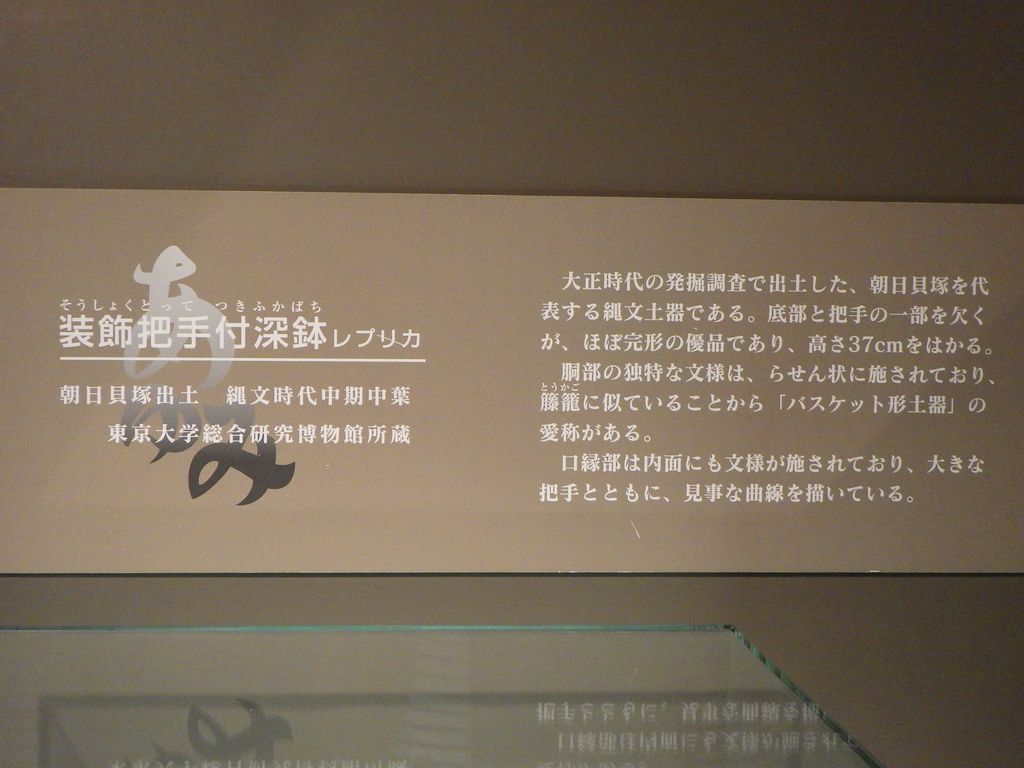 そうしょくとって つきふかばち
装飾把手付深鉢レプリカ
朝日貝塚出土 縄文時代中期中葉
東京大学総合研究博物館所蔵
大正時代の発掘調査で出土した、朝日貝塚を代
表する縄文土器である。底部と把手の一部を欠く
が、ほぼ完形の優品であり、高さ37cmをはかる。
胴部の独特な文様は、らせん状に施されており、
とうかご
籐籠に似ていることから「バスケット形土器」の
愛称がある。
口縁部は内面にも文様が施されており、大きな
把手とともに、見事な曲線を描いている。